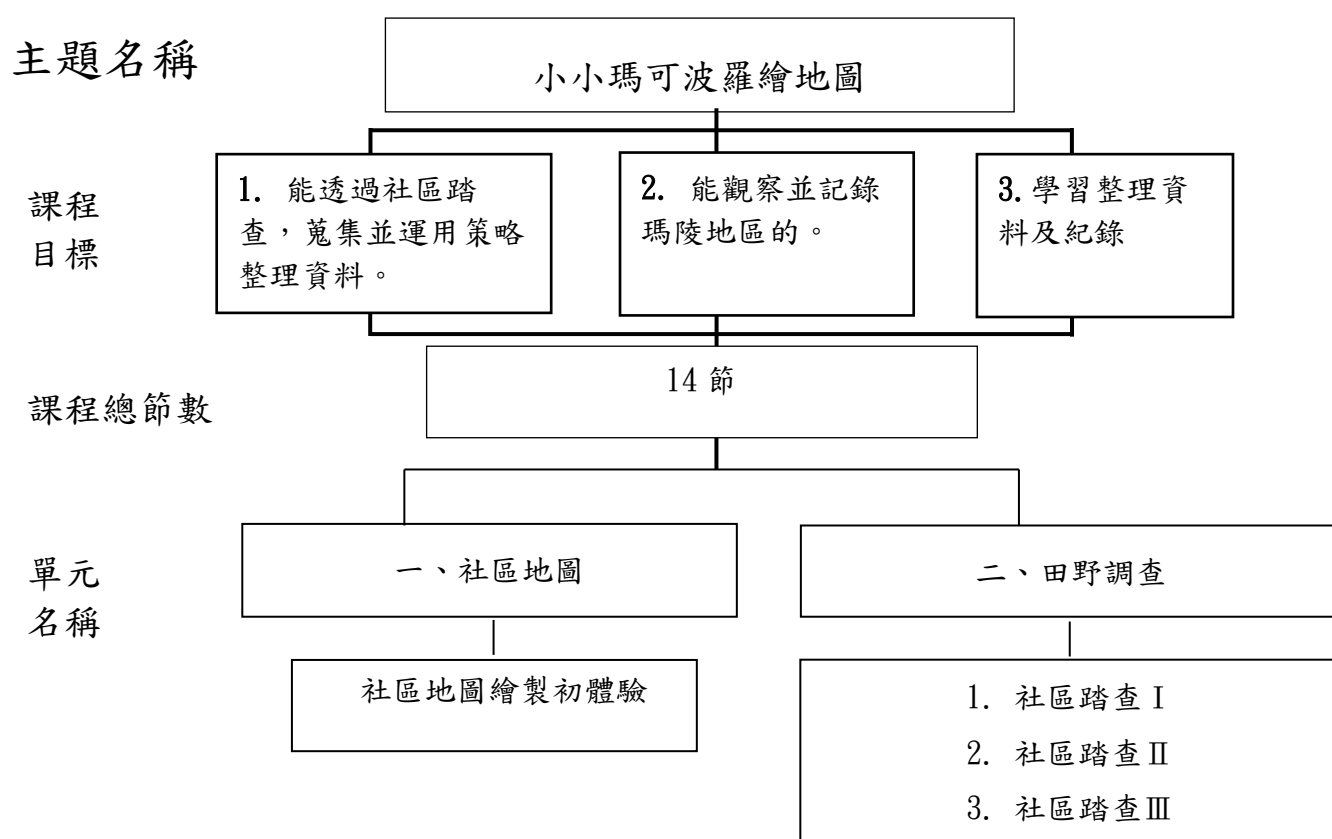 主題名稱
小小瑪可波羅繪地圖
課程
目標
1. 能透過社區踏
查，蒐集並運用策略
整理資料。
2. 能觀察並記錄
瑪陵地區的。
3.學習整理資
料及紀錄
課程總節數
14 節
單元
名稱
一、社區地圖
二、田野調查
社區地圖繪製初體驗
1. 社區踏查Ⅰ
2. 社區踏查Ⅱ
3. 社區踏查Ⅲ